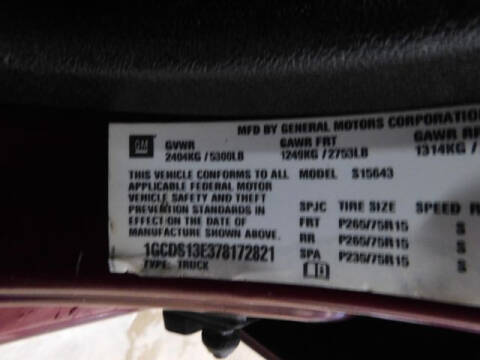 MFD BY GENERAL MOTORS CORPORATION
GM GVWR GAWR FRT GAWR RR
2404KG / 5300LB 1249KG / 2753LB 1314KG /
THIS VEHICLE CONFORMS TO ALL MODEL S15643
APPLICABLE FEDERAL MOTOR
VEHICLE SAFETY AND THEFT
PREVENTION STANDARDS IN SPJC TIRE SIZE SPEED
EFFECT ON THE DATE OF FRT P265/75R15 S
MANUFACTURE SHOWN ABOVE. RR P265/75R15 S
1GCDS13E378172821 SPA P235/75R15 S
TYPE: TRUCK